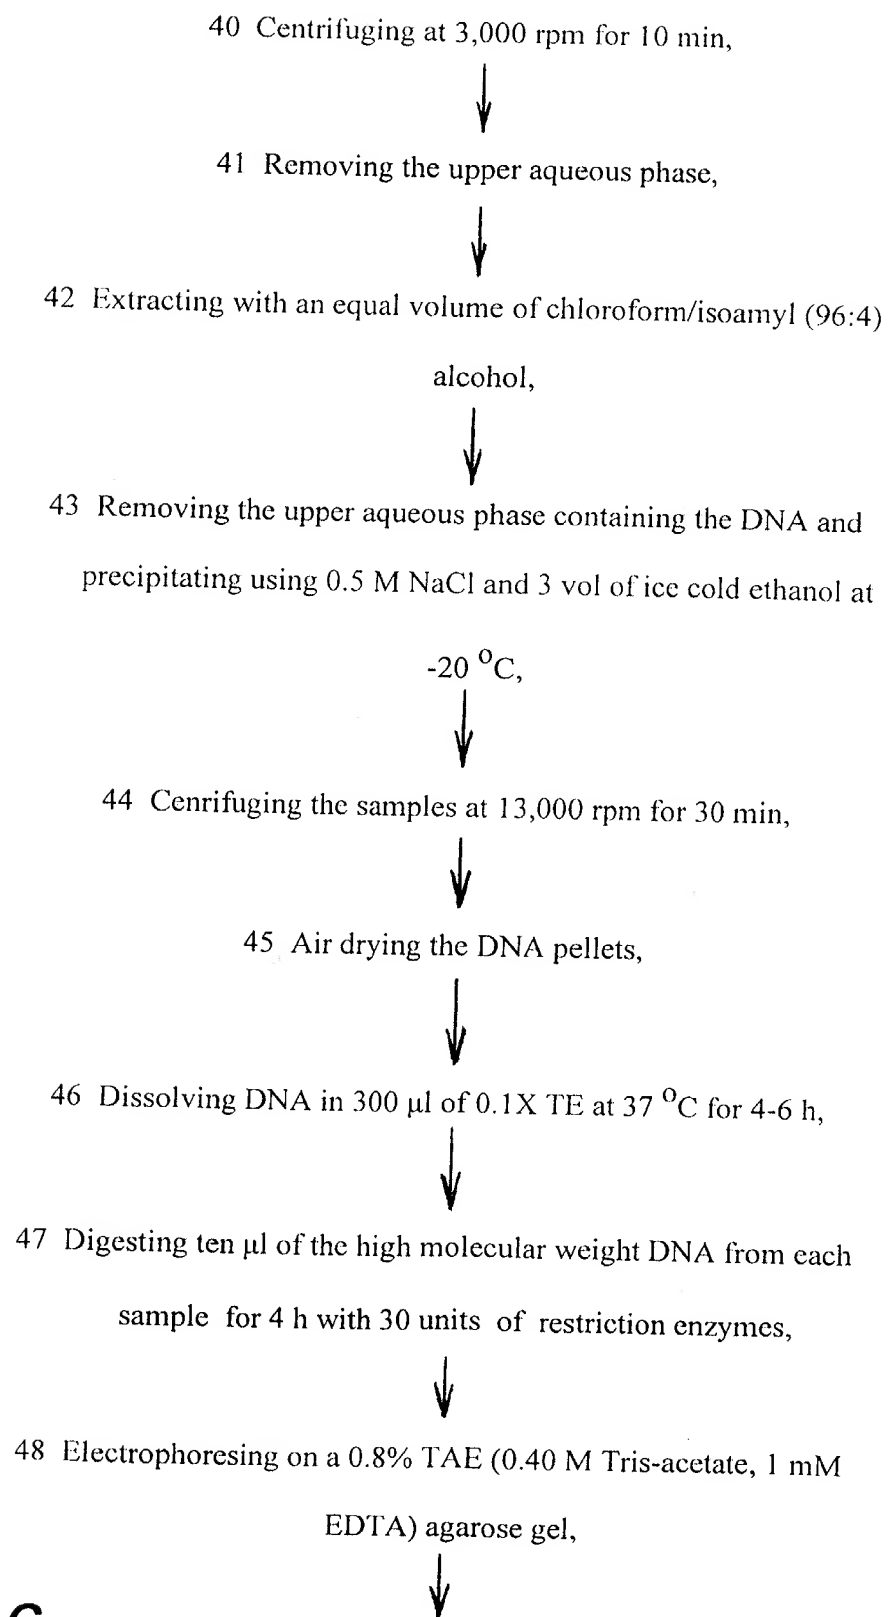 40 Centrifuging at 3,000 rpm for 10 min,
41 Removing the upper aqueous phase,
42 Extracting with an equal volume of chloroform/isoamyl (96:4)
alcohol,
43 Removing the upper aqueous phase containing the DNA and
precipitating using 0.5 M NaCl and 3 vol of ice cold ethanol at
-20 °C,
44 Cenrifuging the samples at 13,000 rpm for 30 min,
45 Air drying the DNA pellets,
46 Dissolving DNA in 300 µl of 0.1X TE at 37 °C for 4-6 h,
47 Digesting ten µl of the high molecular weight DNA from each
sample for 4 h with 30 units of restriction enzymes,
48 Electrophoresing on a 0.8% TAE (0.40 M Tris-acetate, 1 mM
EDTA) agarose gel,